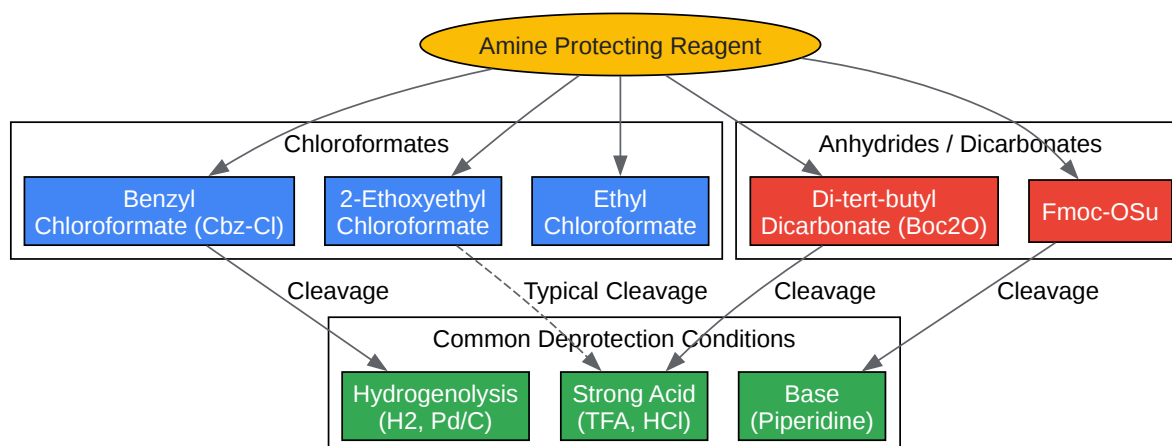 Amine Protecting Reagent
Chloroformates
Anhydrides / Dicarbonates
Benzyl
Chloroformate (Cbz-Cl)
2-Ethoxyethyl
Chloroformate
Ethyl
Chloroformate
Di-tert-butyl
Dicarbonate (Boc2O)
Fmoc-OSu
Cleavage
Typical Cleavage
Cleavage
Cleavage
Common Deprotection Conditions
Hydrogenolysis
(H2, Pd/C)
Strong Acid
(TFA, HCl)
Base
(Piperidine)